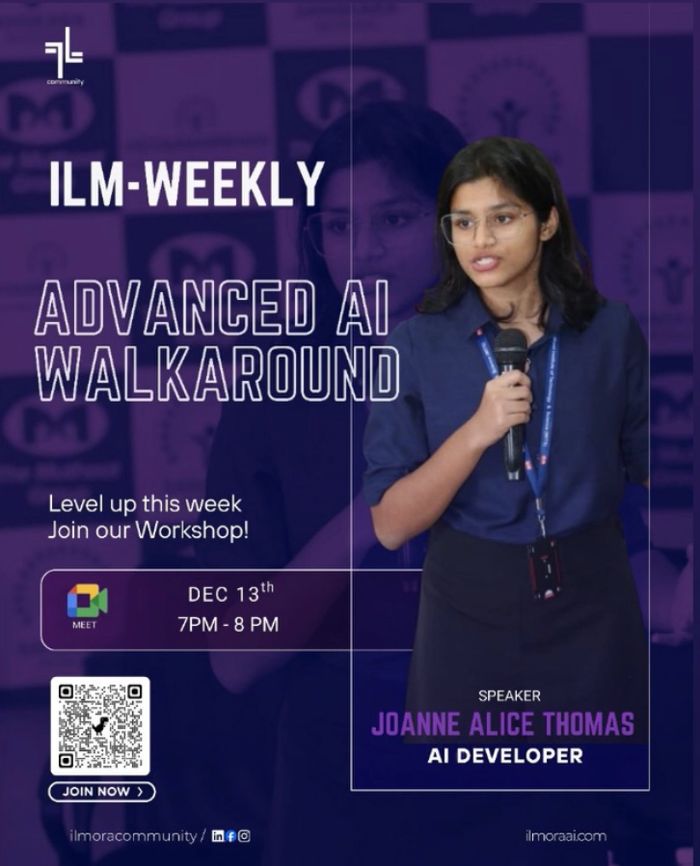 community
ILM-WEEKLY
ADVANCED AI
WALKAROUND
Level up this week
Join our Workshop!
MEET
DEC 13th
7PM - 8 PM
JOIN NOW >
SPEAKER
JOANNE ALICE THOMAS
AI DEVELOPER
ilmoracommunity /
ilmoraai.com